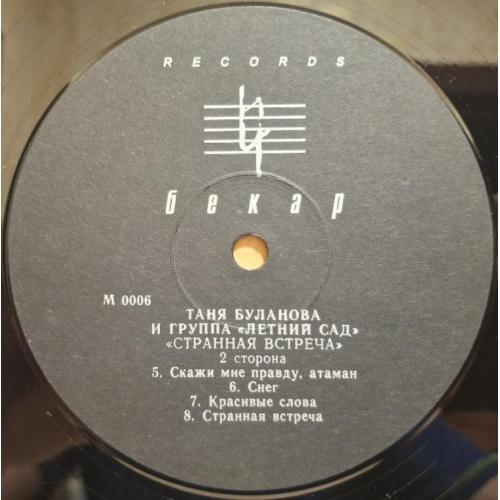 RECORDS
бекар
М 0006
ТАНЯ БУЛАНОВА
И ГРУППА «ЛЕТНИЙ САД»
«СТРАННАЯ ВСТРЕЧА»
2 сторона
5. Скажи мне правду, атаман
6. Снег
7. Красивые слова
8. Странная встреча